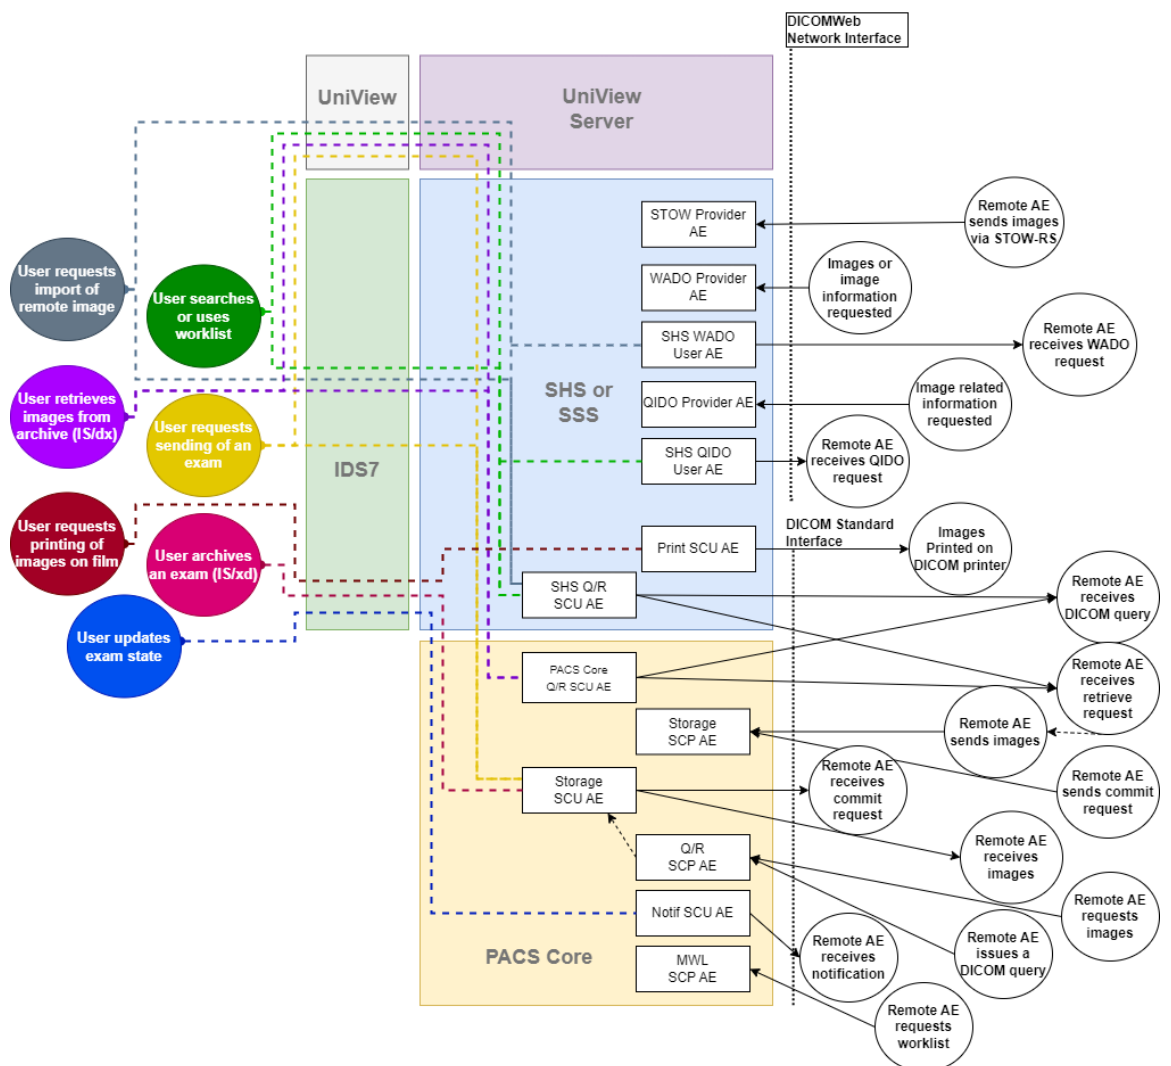 DICOMWeb
Network Interface
UniView
UniView
Server
STOW Provider
AE
Remote AE
sends images
via STOW-RS
User requests
import of
remote image
User searches
or uses
worklist
WADO Provider
AE
Images or
image
information
requested
SHS WADO
User AE
Remote AE
receives WADO
request
SHS or
SSS
User retrieves
images from
archive (IS/dx)
User requests
sending of an
exam
QIDO Provider AE
Image related
information
requested
IDS7
SHS QIDO
User AE
Remote AE
receives QIDO
request
User requests
printing of
images on film
User archives
an exam (IS/xd)
Print SCU AE
DICOM Standard
Interface
Images
Printed on
DICOM printer
SHS Q/R
SCU AE
Remote AE
receives
DICOM query
User updates
exam state
PACS Core
Q/R SCU AE
Remote AE
receives
retrieve
request
Storage
SCP AE
Remote AE
sends images
Storage
SCU AE
Remote AE
receives
commit
request
Remote AE
sends commit
request
Q/R
SCP AE
Remote AE
receives
images
Notif SCU AE
Remote AE
requests
images
PACS Core
MWL
SCP AE
Remote AE
receives
notification
Remote AE
issues a
DICOM query
Remote AE
requests
worklist